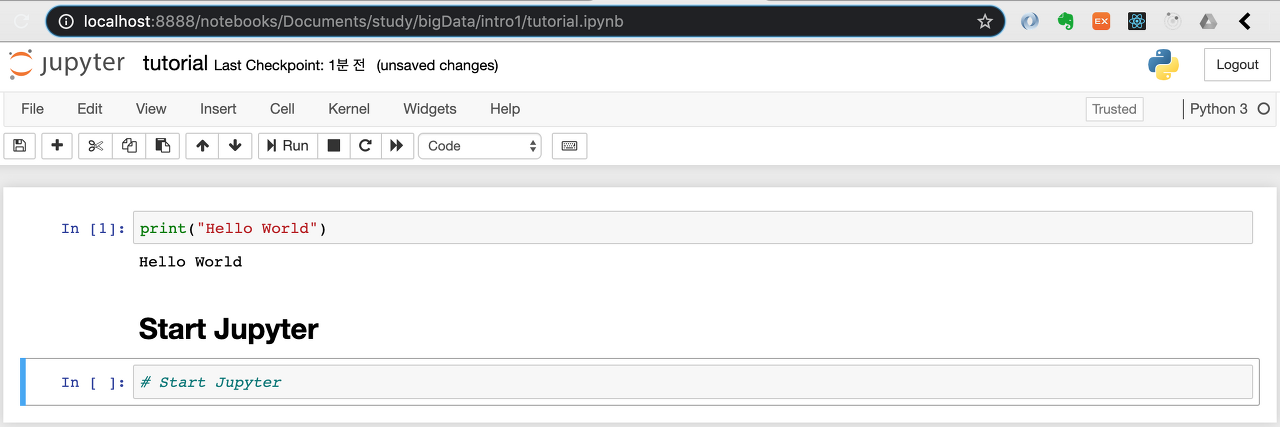 localhost:8888/notebooks/Documents/study/bigData/intro1/tutorial.ipynb
EX
jupyter tutorial Last Checkpoint: 1분 전 (unsaved changes) Logout
File Edit View Insert Cell Kernel Widgets Help Trusted Python 3
Run Code
In [1]: print("Hello World")
Hello World
Start Jupyter
In [ ]: # Start Jupyter